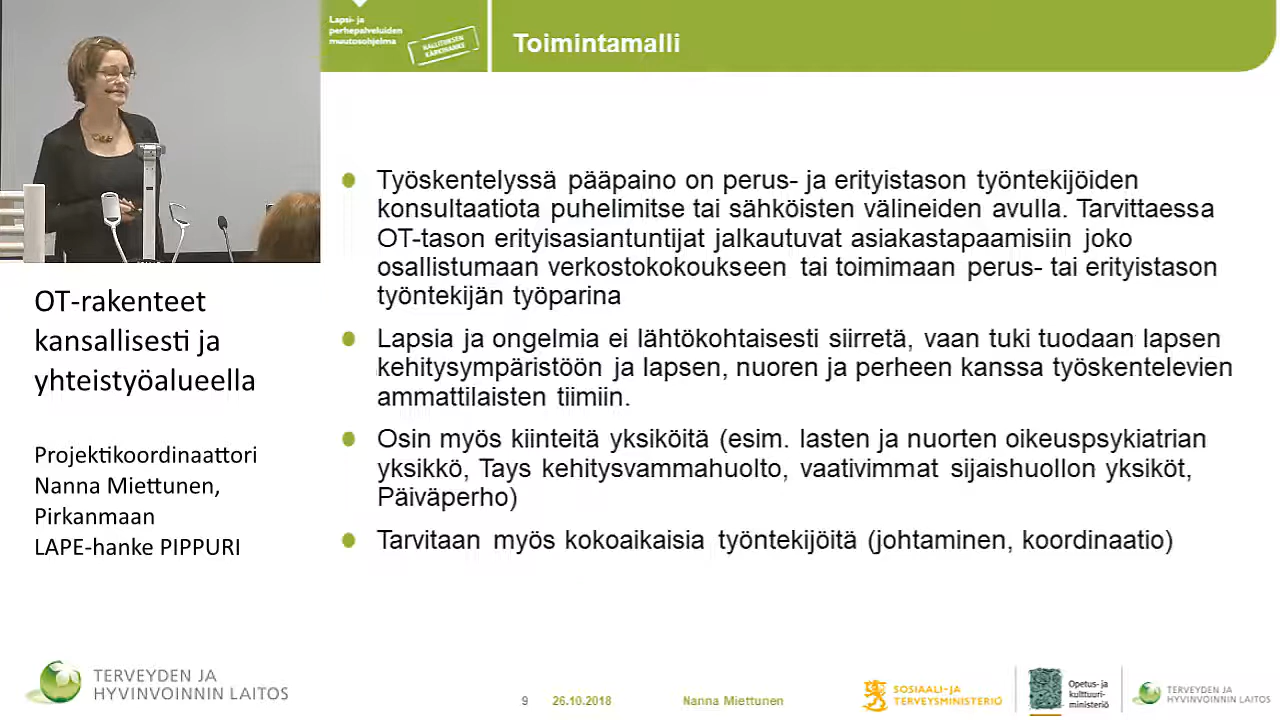 Lapsi- ja
perhepalveluiden
muutosohjelma
HALLITUKSEN
KÄRKIHANKE
Toimintamalli
Työskentelyssä pääpaino on perus- ja erityistason työntekijöiden
konsultaatiota puhelimitse tai sähköisten välineiden avulla. Tarvittaessa
OT-tason erityisasiantuntijat jalkautuvat asiakastapaamisiin joko
osallistumaan verkostokokoukseen tai toimimaan perus- tai erityistason
työntekijän työparina
Lapsia ja ongelmia ei lähtökohtaisesti siirretä, vaan tuki tuodaan lapsen
kehitysympäristöön ja lapsen, nuoren ja perheen kanssa työskentelevien
ammattilaisten tiimiin.
Osin myös kiinteitä yksiköitä (esim. lasten ja nuorten oikeuspsykiatrian
yksikkö, Tays kehitysvammahuolto, vaativimmat sijaishuollon yksiköt,
Päiväperho)
Tarvitaan myös kokoaikaisia työntekijöitä (johtaminen, koordinaatio)
OT-rakenteet
kansallisesti ja
yhteistyöalueella
Projektikoordinaattori
Nanna Miettunen,
Pirkanmaan
LAPE-hanke PIPPURI
TERVEYDEN JA
HYVINVOINNIN LAITOS
9 26.10.2018 Nanna Miettunen
SOSIAALI- JA
TERVEYSMINISTERIÖ
Opetus- ja
kulttuuri-
ministeriö
TERVEYDEN JA
HYVINVOINNIN LAITOS